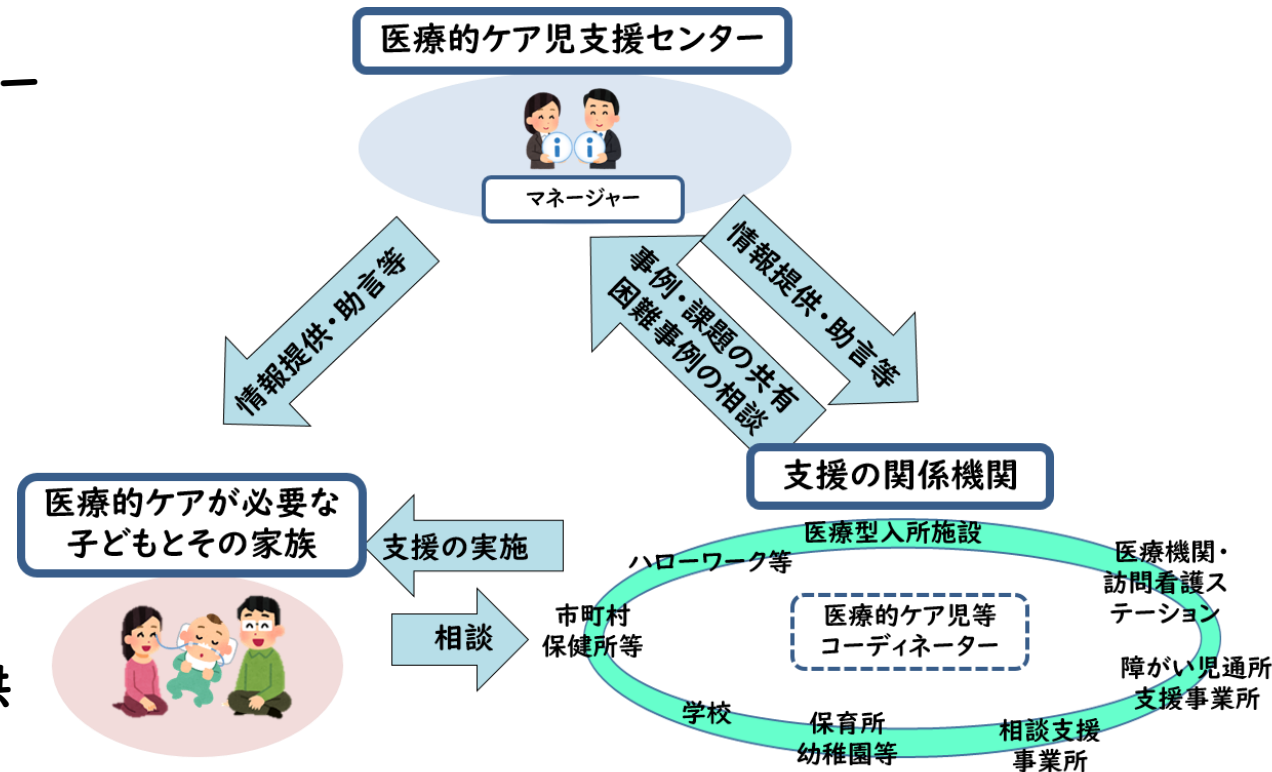 ー
医療的ケア児支援センター
マネージャー
情報提供・助言等
事例・課題の共有
困難事例の相談
情報提供・助言等
医療的ケアが必要な
子どもとその家族
支援の実施
相談
供
支援の関係機関
医療型入所施設
ハローワーク等
医療機関・
訪問看護ス
テーション
市町村
保健所等
医療的ケア児等
コーディネーター
障がい児通所
支援事業所
学校
保育所
幼稚園等
相談支援
事業所